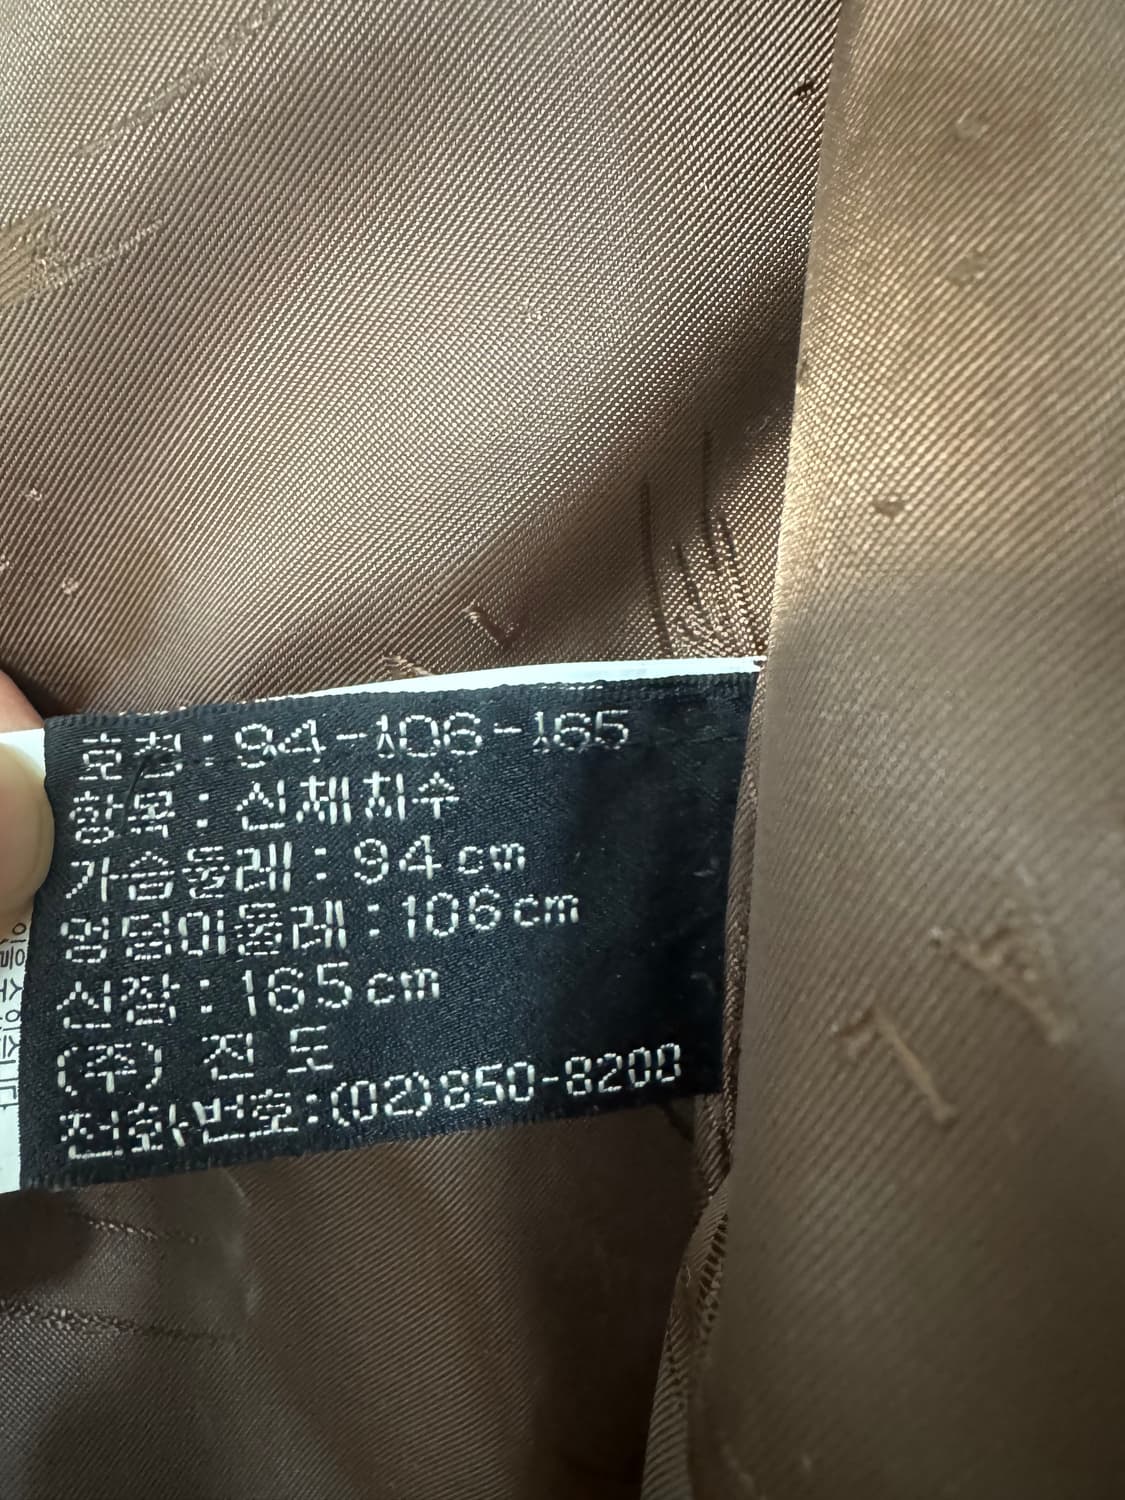 호칭:94-106-165
항목:신체치수
가슴둘레:94cm
엉덩이둘레:106cm
신장:165cm
(주) 진 도
전화번호:(02)850-8200